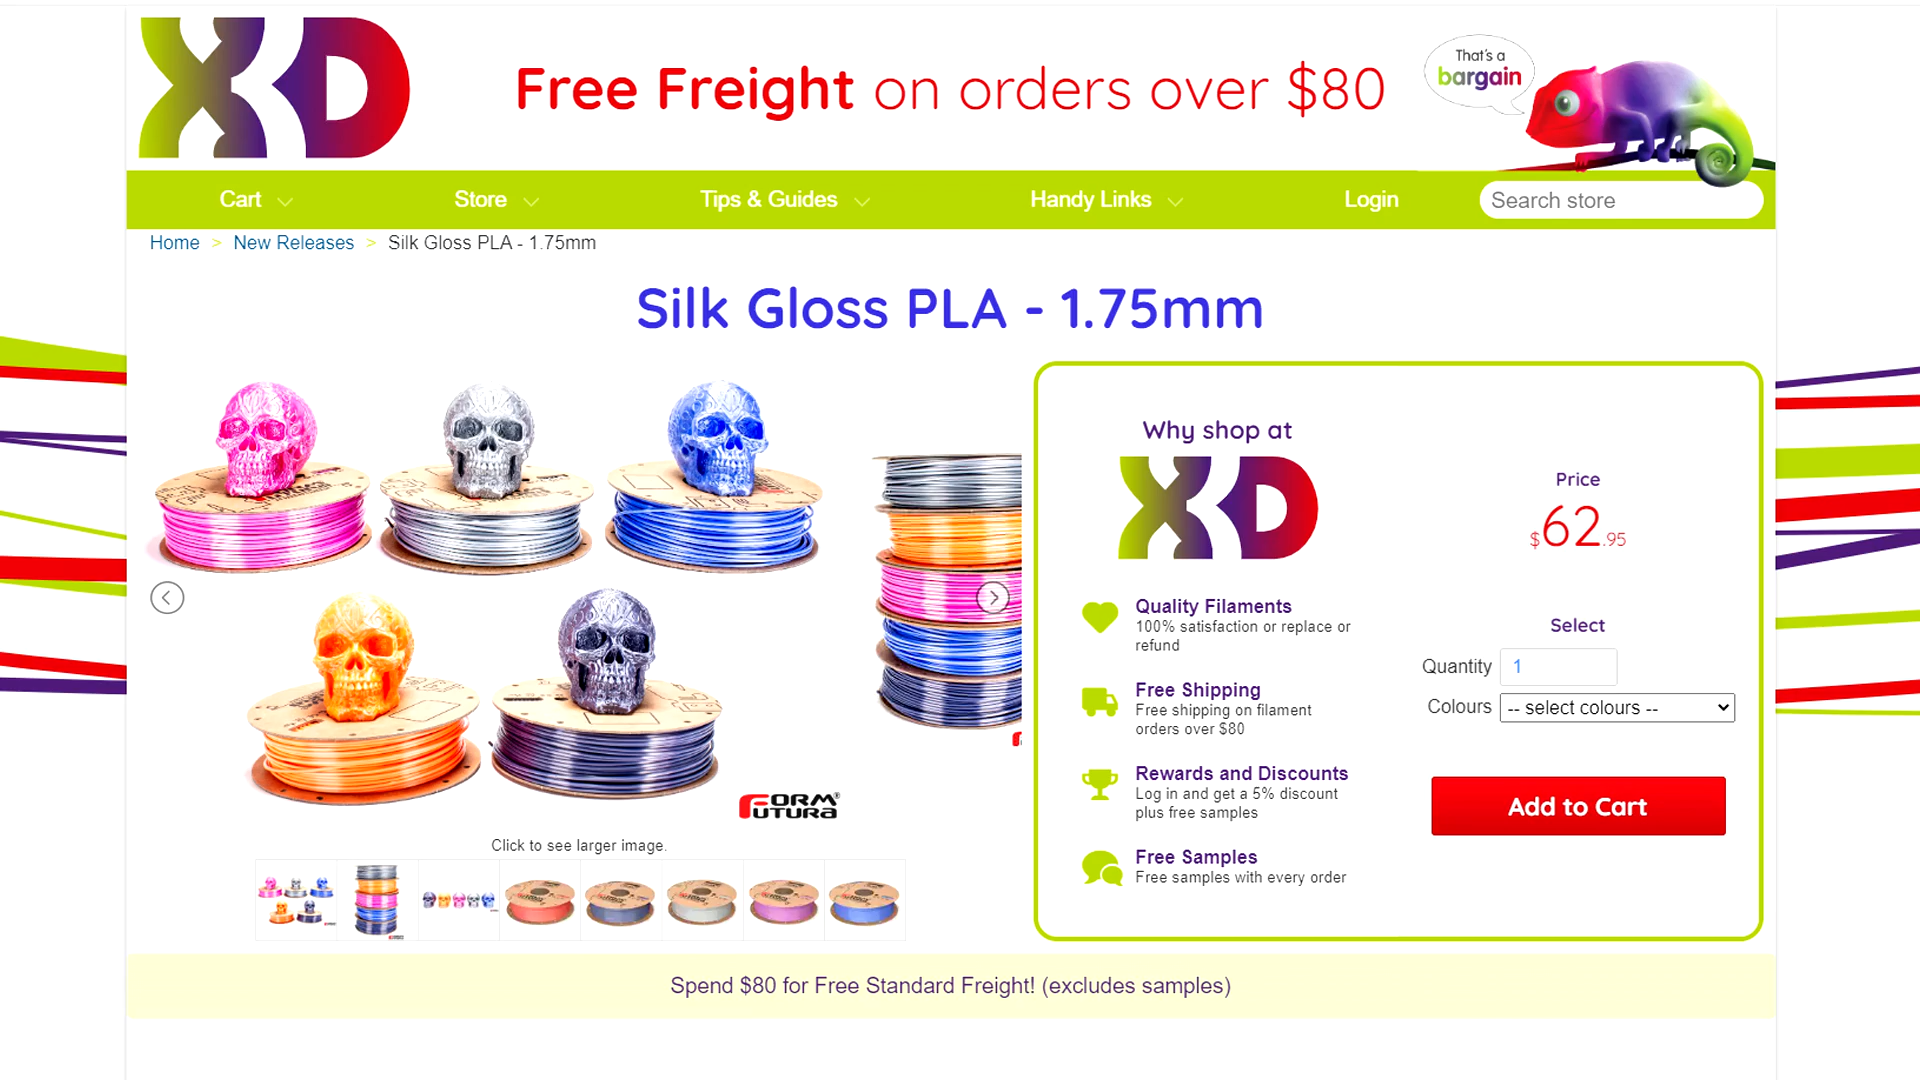 XD
Free Freight on orders over $80
That's a
bargain
Cart
Store
Tips & Guides
Handy Links
Login
Search store
Home > New Releases > Silk Gloss PLA - 1.75mm
Silk Gloss PLA - 1.75mm
FORM
FUTURA
Click to see larger image.
Why shop at
XD
Quality Filaments
100% satisfaction or replace or
refund
Free Shipping
Free shipping on filament
orders over $80
Rewards and Discounts
Log in and get a 5% discount
plus free samples
Free Samples
Free samples with every order
Price
$62.95
Select
Quantity 1
Colours -- select colours --
Add to Cart
Spend $80 for Free Standard Freight! (excludes samples)